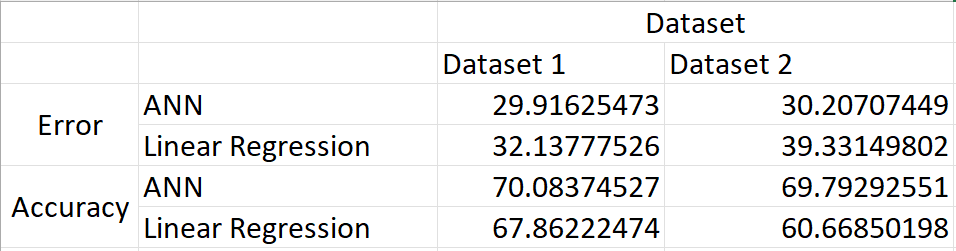 Dataset
Dataset 1 Dataset 2
Error
ANN 29.91625473 30.20707449
Linear Regression 32.13777526 39.33149802
Accuracy
ANN 70.08374527 69.79292551
Linear Regression 67.86222474 60.66850198